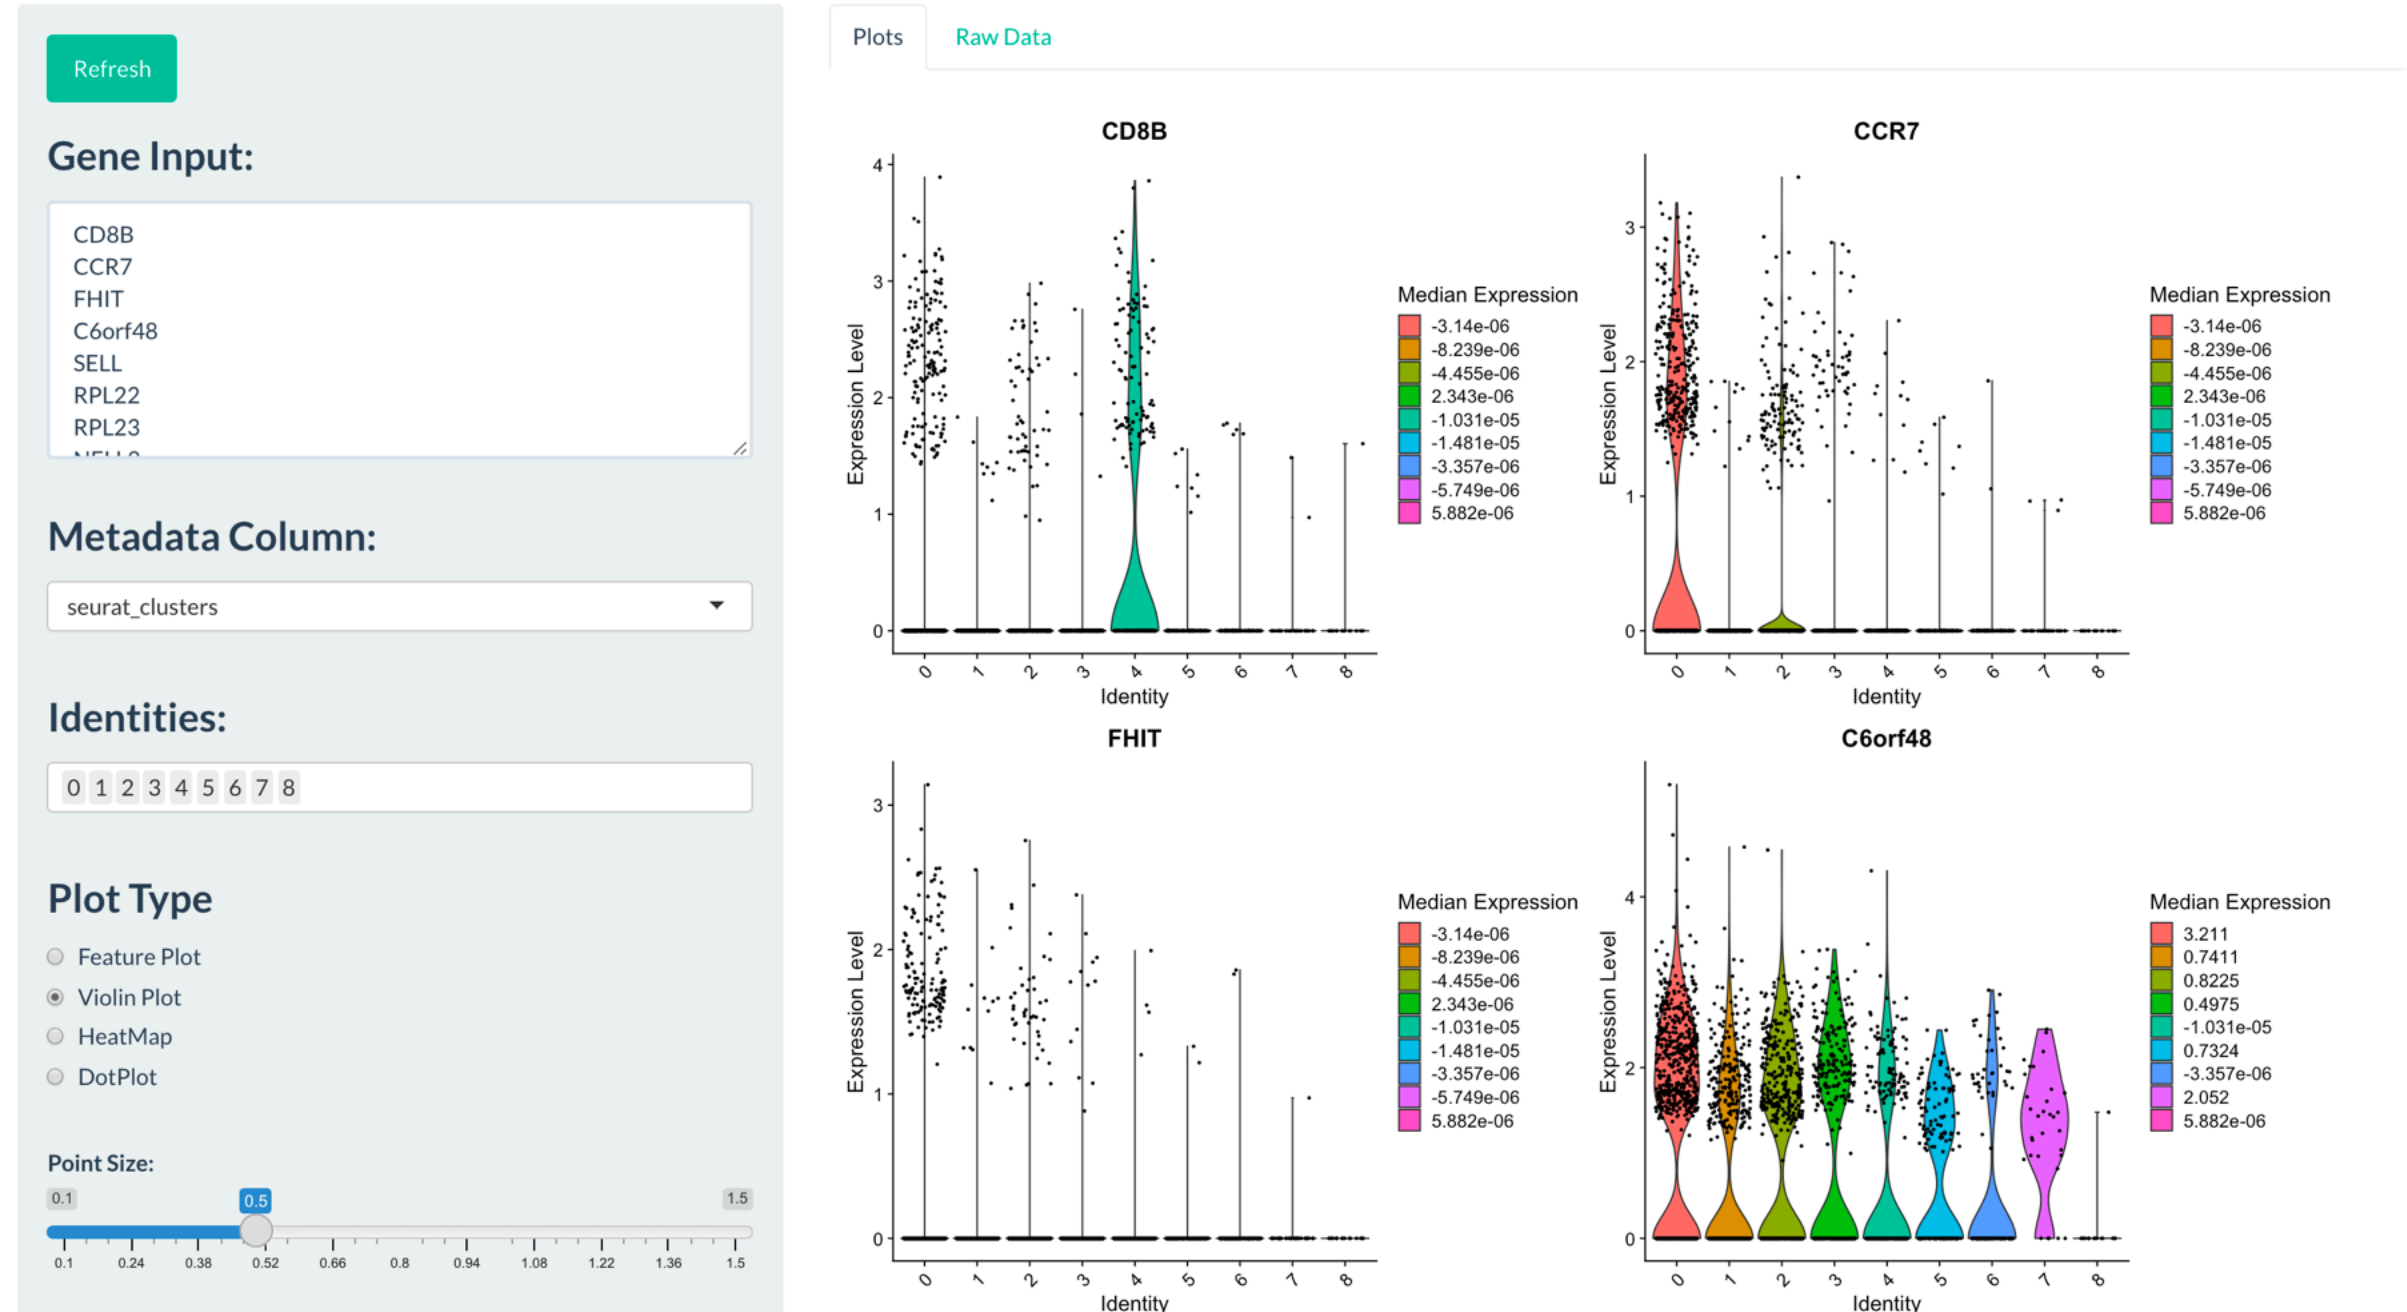 Refresh
Gene Input:
CD8B
CCR7
FHIT
C6orf48
SELL
RPL22
RPL23
Metadata Column:
seurat_clusters
Identities:
0 1 2 3 4 5 6 7 8
Plot Type
Feature Plot
Violin Plot
HeatMap
DotPlot
Point Size:
0.1 0.5 1.5
0.1 0.24 0.38 0.52 0.66 0.8 0.94 1.08 1.22 1.36 1.5
Plots Raw Data
CD8B
Expression Level
4
3
2
1
0
0 1 2 3 4 5 6 7 8
Identity
Median Expression
-3.14e-06
-8.239e-06
-4.455e-06
2.343e-06
-1.031e-05
-1.481e-05
-3.357e-06
-5.749e-06
5.882e-06
CCR7
Expression Level
3
2
1
0
0 1 2 3 4 5 6 7 8
Identity
Median Expression
-3.14e-06
-8.239e-06
-4.455e-06
2.343e-06
-1.031e-05
-1.481e-05
-3.357e-06
-5.749e-06
5.882e-06
FHIT
Expression Level
3
2
1
0
0 1 2 3 4 5 6 7 8
Identity
Median Expression
-3.14e-06
-8.239e-06
-4.455e-06
2.343e-06
-1.031e-05
-1.481e-05
-3.357e-06
-5.749e-06
5.882e-06
C6orf48
Expression Level
4
2
0
0 1 2 3 4 5 6 7 8
Identity
Median Expression
3.211
0.7411
0.8225
0.4975
-1.031e-05
0.7324
-3.357e-06
2.052
5.882e-06